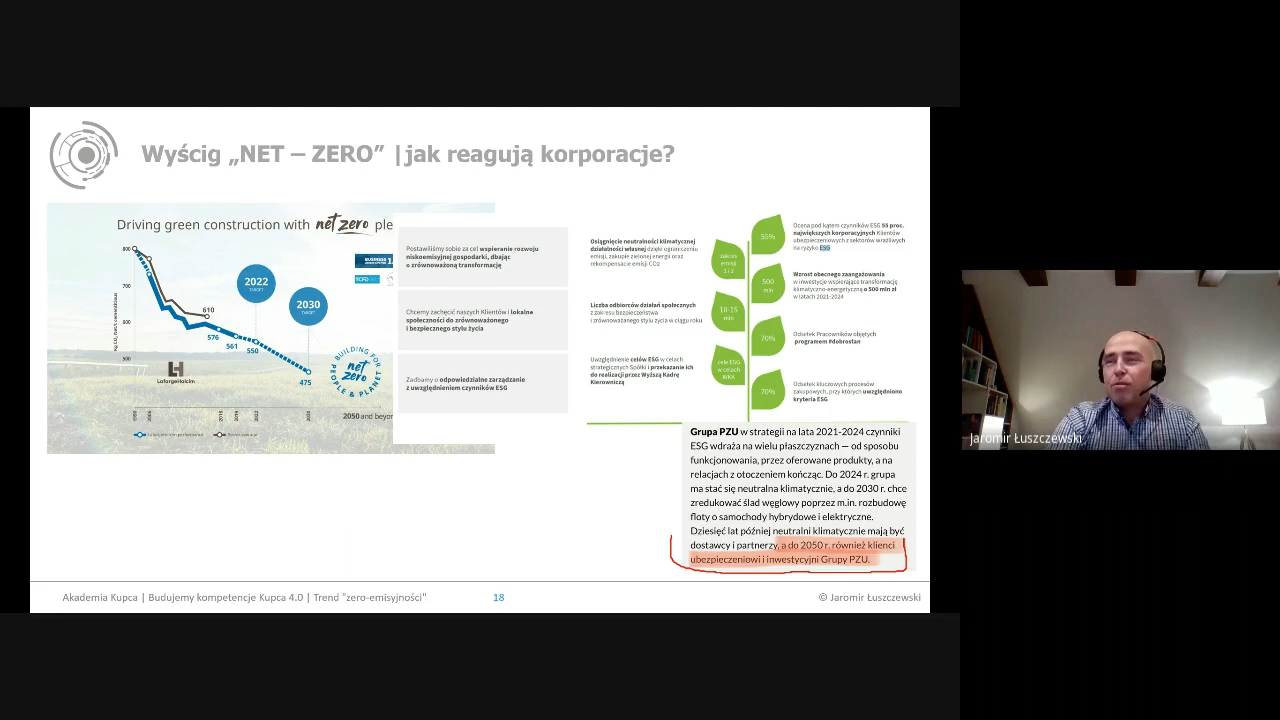 Wyścig „NET – ZERO” | jak reagują korporacje?
Driving green construction with net zero ple
800
700
600
500
610
576
561
550
475
2022
TARGET
2030
TARGET
LafargeHolcim
BUILDING FOR
PEOPLE & PLANET
net zero
2050 and beyon
Postawiliśmy sobie za cel wspieranie rozwoju
niskoemisyjnej gospodarki, dbając
o zrównoważoną transformację
Chcemy zachęcić naszych Klientów i lokalne
społeczności do zrównoważonego
i bezpiecznego stylu życia
Zadbamy o odpowiedzialne zarządzanie
z uwzględnieniem czynników ESG
Osiągnięcie neutralności klimatycznej
działalności własnej dzięki ograniczeniu
emisji, zakupie zielonej energii oraz
rekompensacie emisji CO2
zakres
emisji
1 i 2
Liczba odbiorców działań społecznych
z zakresu bezpieczeństwa
i zrównoważonego stylu życia w ciągu roku
10-15
mln
Uwzględnienie celów ESG w celach
strategicznych Spółki i przekazanie ich
do realizacji przez Wyższą Kadrę
Kierowniczą
cele ESG
w celach
WKK
55%
Ocena pod kątem czynników ESG 55 proc.
największych korporacyjnych Klientów
ubezpieczeniowych z sektorów wrażliwych
na ryzyko ESG
500
mln
Wzrost obecnego zaangażowania
w inwestycje wspierające transformację
klimatyczno-energetyczną o 500 mln zł
w latach 2021-2024
70%
Odsetek Pracowników objętych
programem #dobrostan
70%
Odsetek kluczowych procesów
zakupowych, przy których uwzględniono
kryteria ESG
Grupa PZU w strategii na lata 2021-2024 czynniki
ESG wdraża na wielu płaszczyznach — od sposobu
funkcjonowania, przez oferowane produkty, a na
relacjach z otoczeniem kończąc. Do 2024 r. grupa
ma stać się neutralna klimatycznie, a do 2030 r. chce
zredukować ślad węglowy poprzez m.in. rozbudowę
floty o samochody hybrydowe i elektryczne.
Dziesięć lat później neutralni klimatycznie mają być
dostawcy i partnerzy, a do 2050 r. również klienci
ubezpieczeniowi i inwestycyjni Grupy PZU.
Akademia Kupca | Budujemy kompetencje Kupca 4.0 | Trend "zero-emisyjności"
18
© Jaromir Łuszczewski
Jaromir Łuszczewski